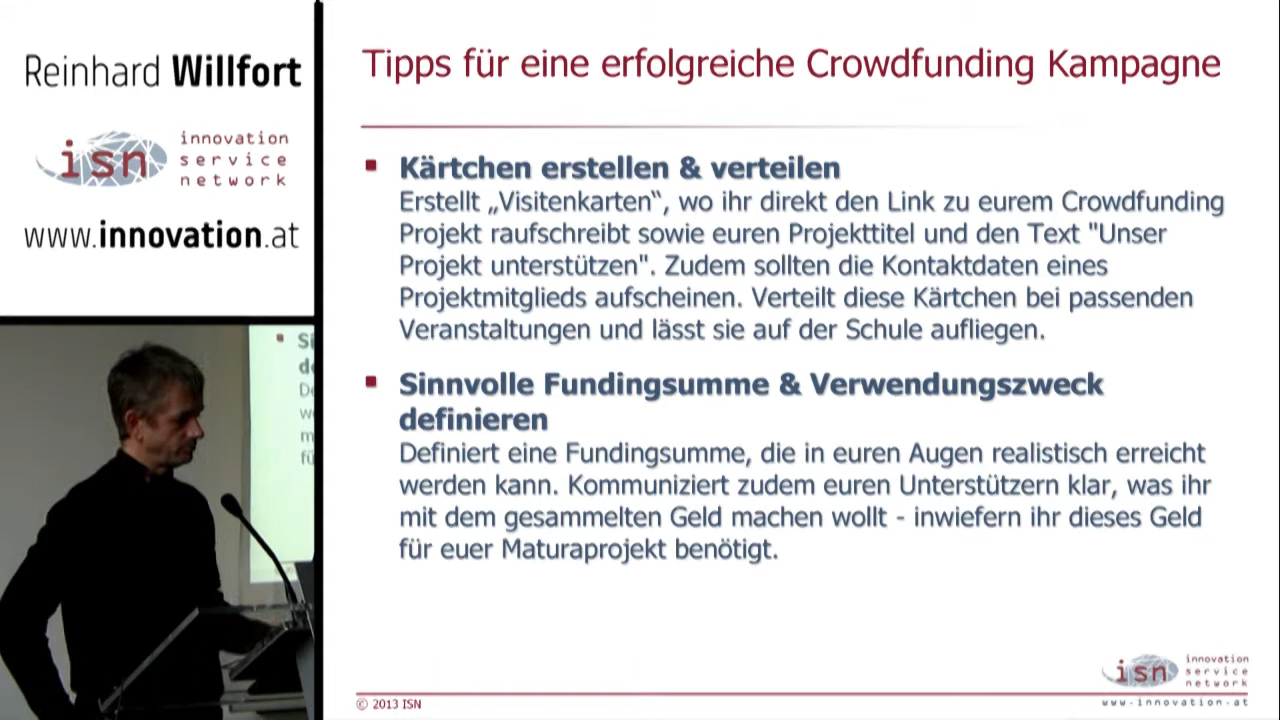 Reinhard Willfort
isn
innovation
service
network
www.innovation.at
Tipps für eine erfolgreiche Crowdfunding Kampagne
Kärtchen erstellen & verteilen
Erstellt „Visitenkarten“, wo ihr direkt den Link zu eurem Crowdfunding
Projekt raufschreibt sowie euren Projekttitel und den Text "Unser
Projekt unterstützen". Zudem sollten die Kontaktdaten eines
Projektmitglieds aufscheinen. Verteilt diese Kärtchen bei passenden
Veranstaltungen und lässt sie auf der Schule aufliegen.
Sinnvolle Fundingsumme & Verwendungszweck
definieren
Definiert eine Fundingsumme, die in euren Augen realistisch erreicht
werden kann. Kommuniziert zudem euren Unterstützern klar, was ihr
mit dem gesammelten Geld machen wollt - inwiefern ihr dieses Geld
für euer Maturaprojekt benötigt.
isn
innovation
service
network
www.innovation.at
© 2013 ISN